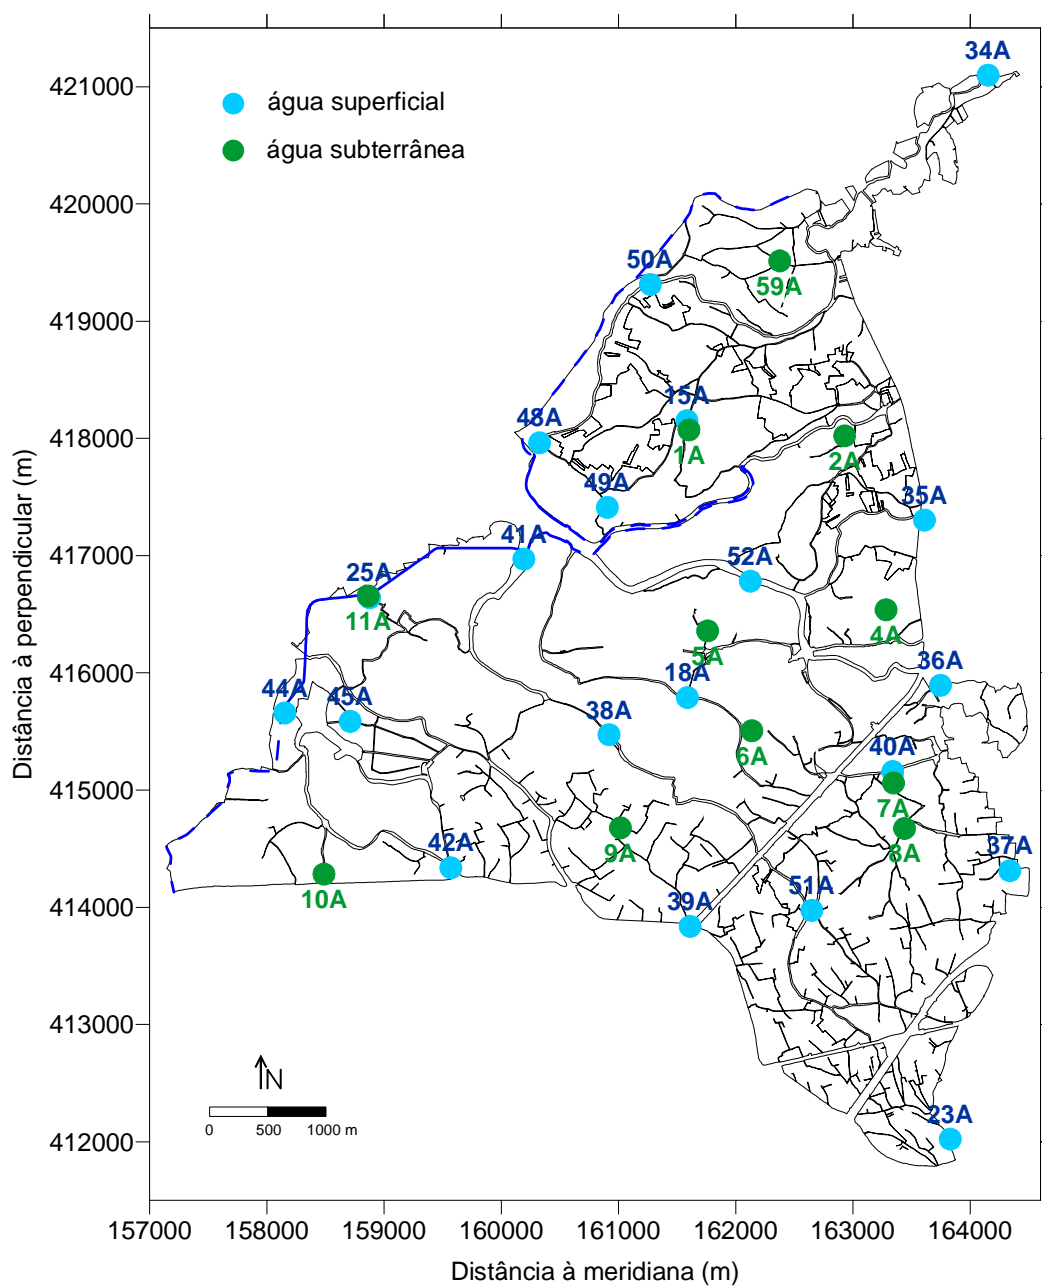 34A
421000
água superficial
água subterrânea
420000
50A
59A
419000
15A
48A
418000
1A
2A
49A
35A
417000
41A
52A
25A
11A
4A
5A
416000
18A
36A
44A
45A
38A
6A
40A
415000
7A
8A
9A
42A
37A
10A
51A
39A
414000
413000
N
0 500 1000 m
23A
412000
157000 158000 159000 160000 161000 162000 163000 164000
Distância à meridiana (m)
Distância à perpendicular (m)